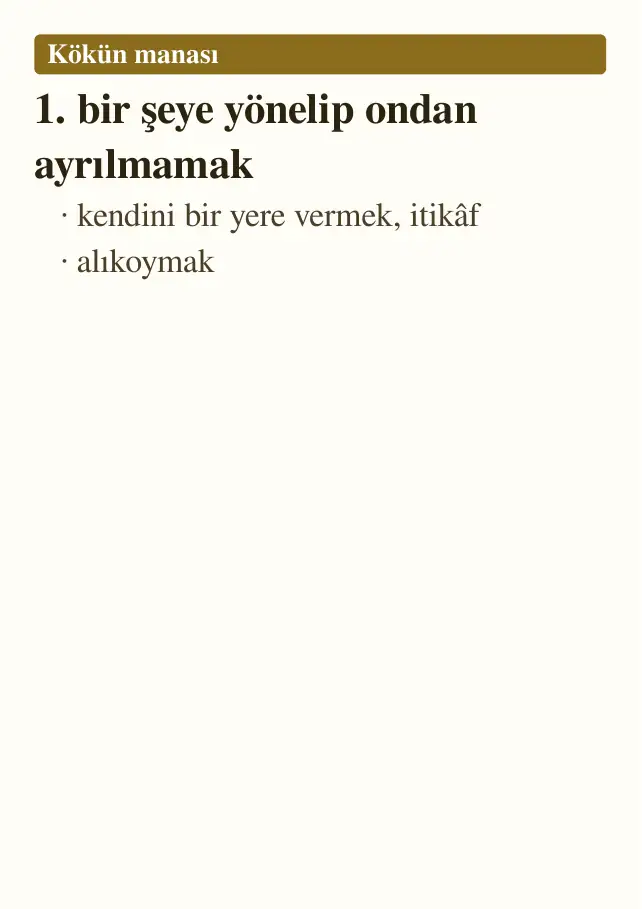 Kökün manası
1. bir şeye yönelip ondan
ayrılmamak
· kendini bir yere vermek, itikâf
· alıkoymak